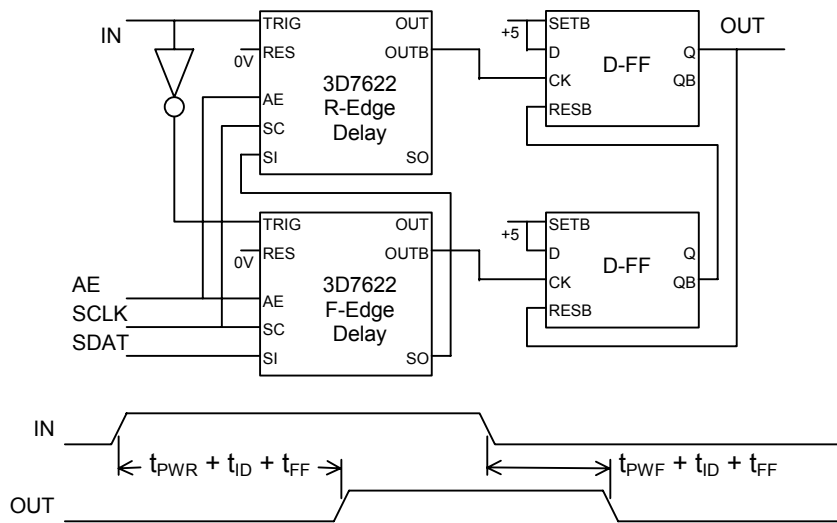 IN
TRIG
RES
0V
AE
SC
SI
OUT
OUTB
SO
3D7622
R-Edge
Delay
+5
SETB
D
CK
RESB
D-FF
Q
QB
OUT
TRIG
RES
0V
AE
SC
SI
OUT
OUTB
SO
3D7622
F-Edge
Delay
+5
SETB
D
CK
RESB
D-FF
Q
QB
AE
SCLK
SDAT
IN
tPWR + tID + tFF
tPWF + tID + tFF
OUT